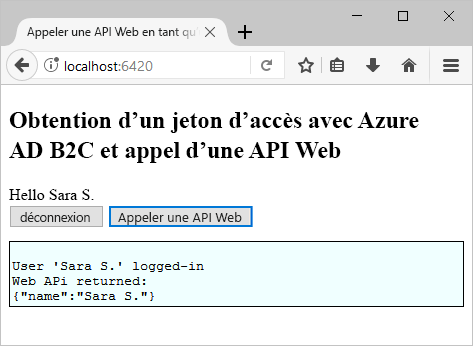 Appeler une API Web en tant qu
localhost:6420
Obtention d’un jeton d’accès avec Azure
AD B2C et appel d’une API Web
Hello Sara S.
déconnexion Appeler une API Web
User 'Sara S.' logged-in
Web APi returned:
{"name":"Sara S."}